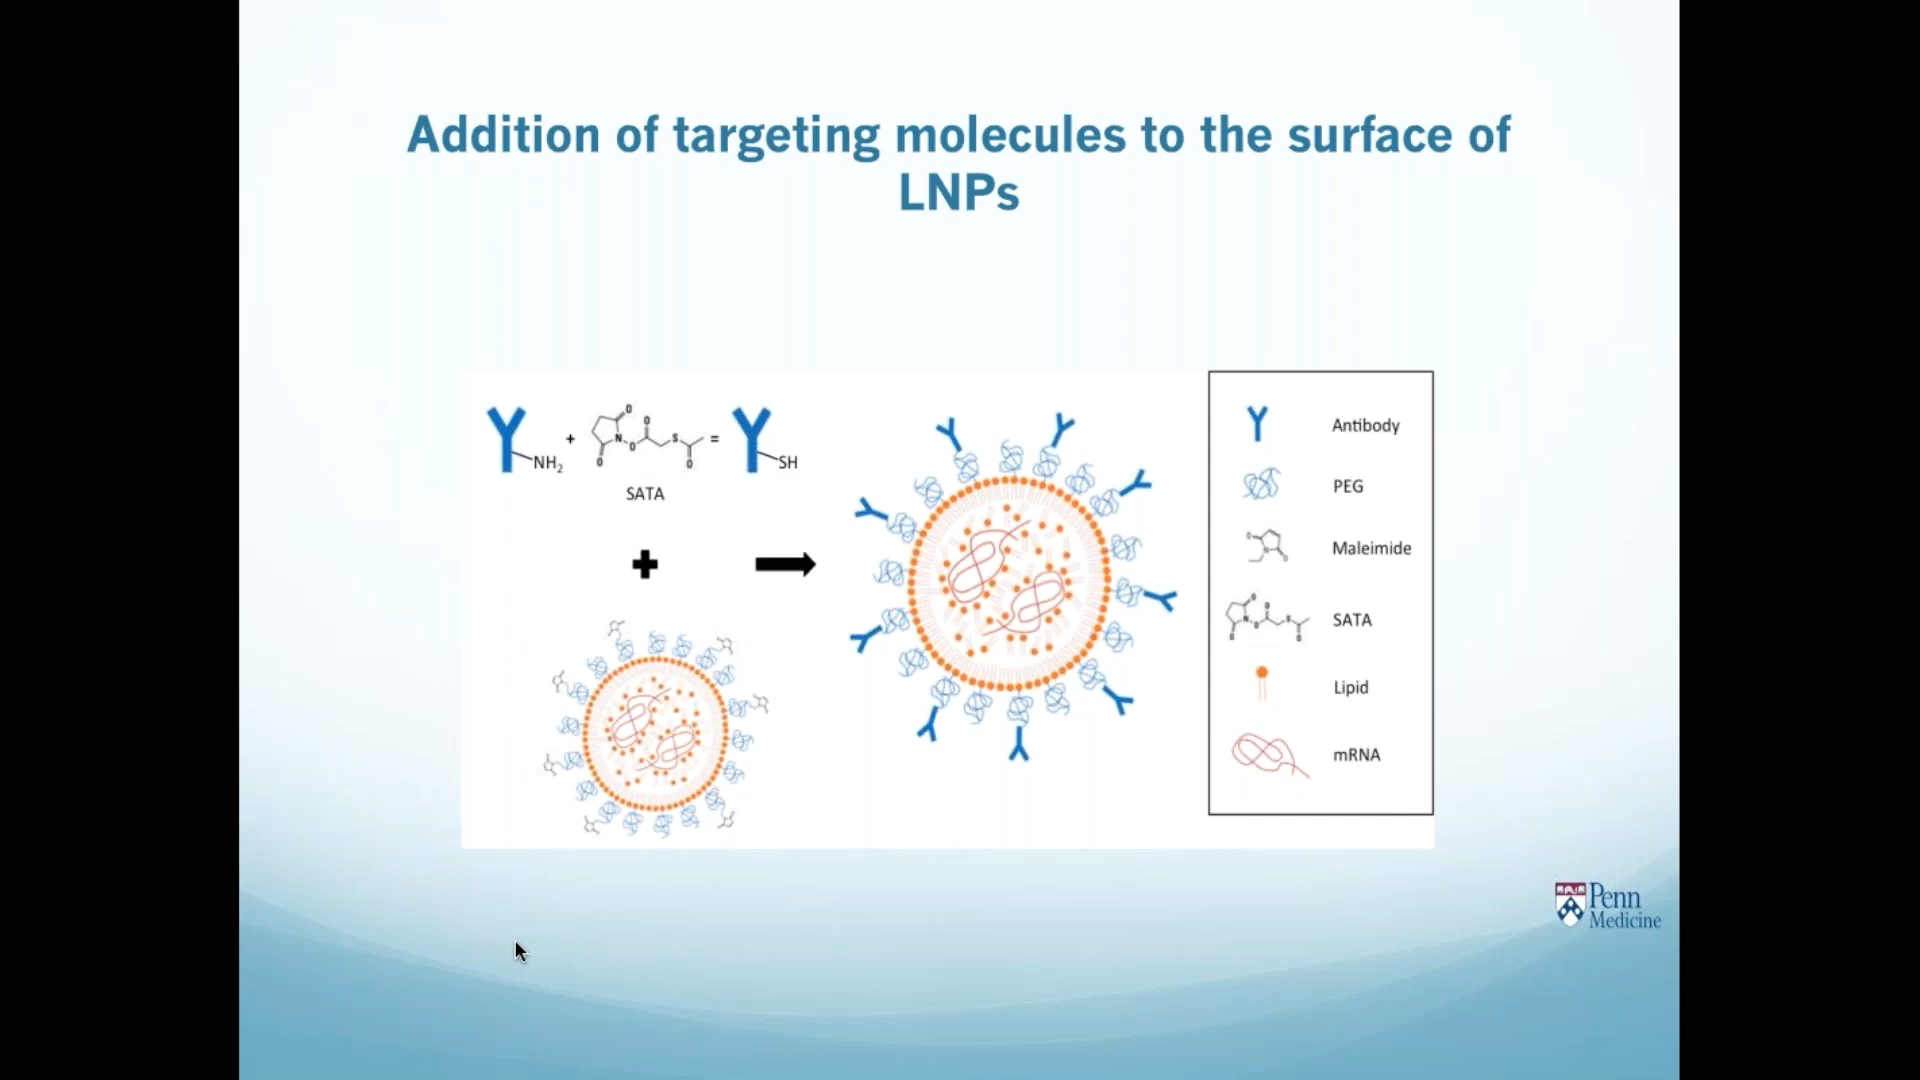 Addition of targeting molecules to the surface of
LNPs
NH2
+
O
O
N
O
O
S
O
=
SH
SATA
Antibody
PEG
Maleimide
SATA
Lipid
mRNA
Penn
Medicine